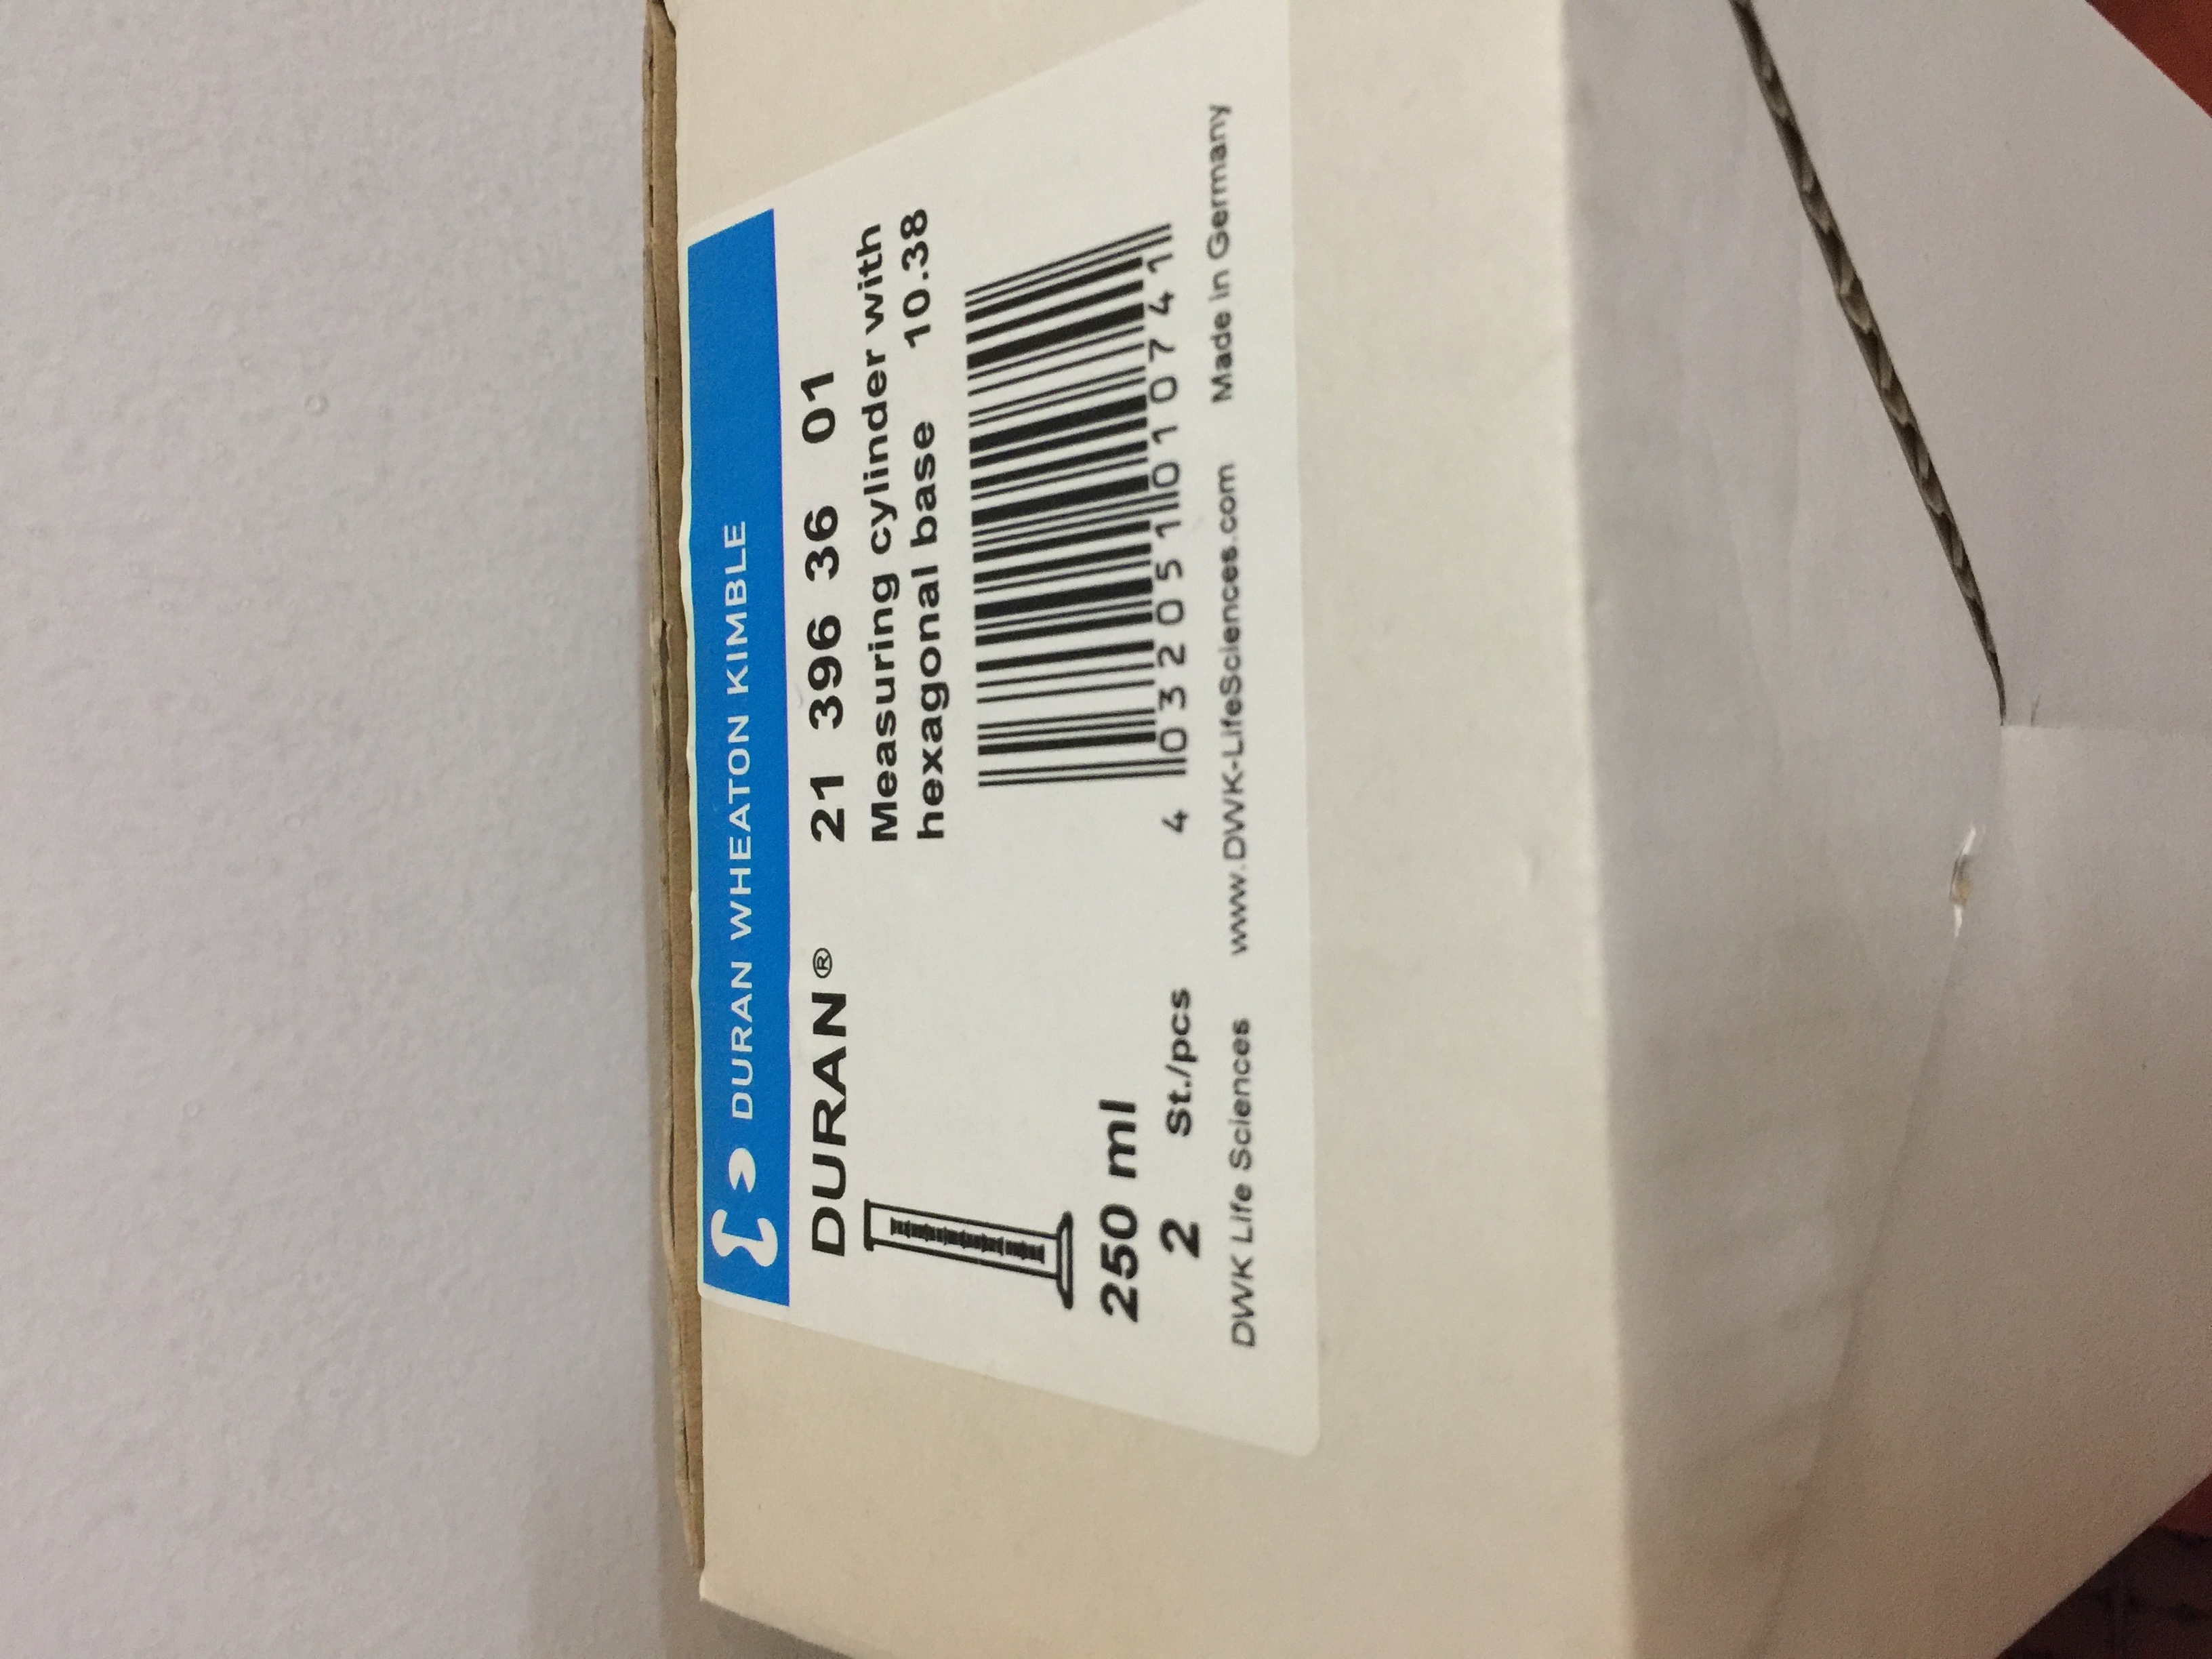 DURAN WHEATON KIMBLE
DURAN® 21 396 36 01
Measuring cylinder with
hexagonal base 10.38
250 ml
2 St./pcs
4 032051 010741
DWK Life Sciences www.DWK-LifeSciences.com Made in Germany